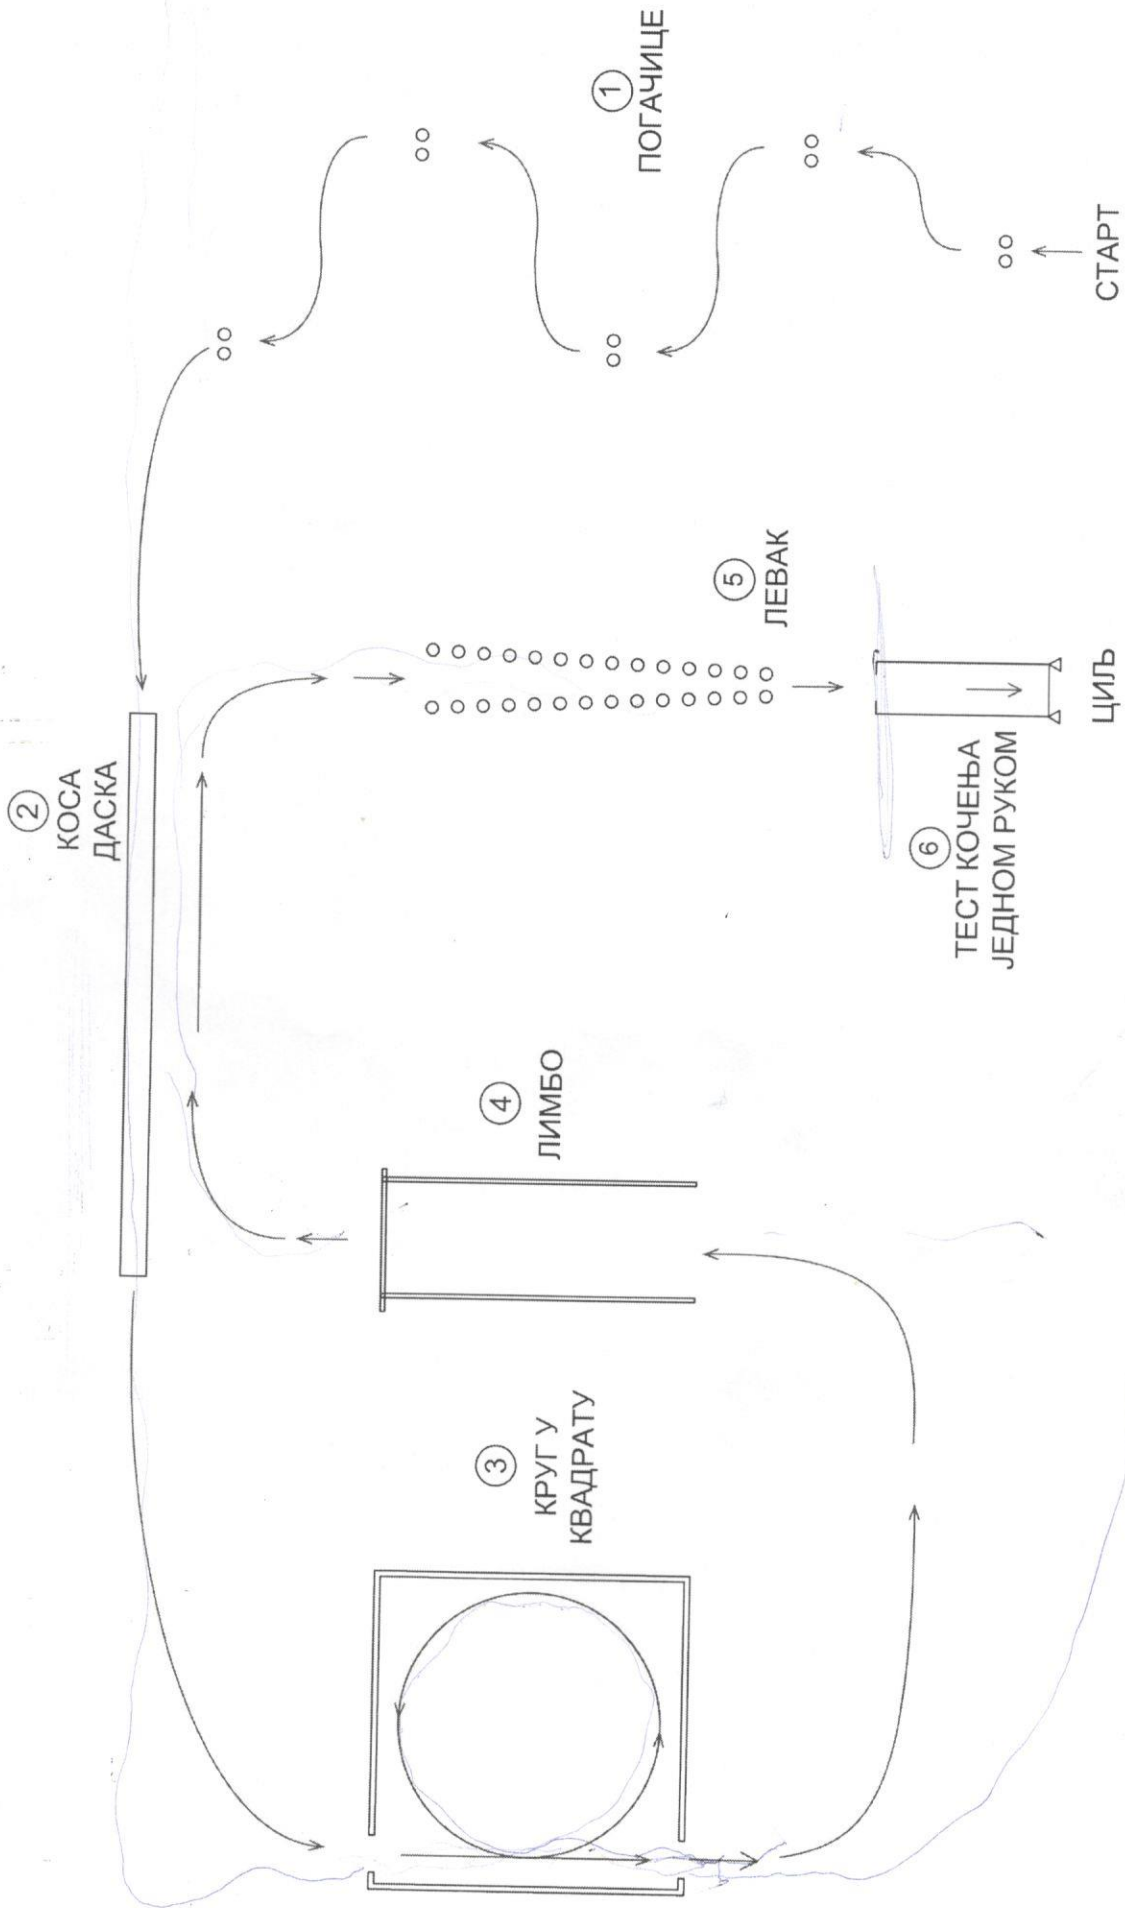 1
ПОГАЧИЦЕ
СТАРТ
2
КОСА
ДАСКА
3
КРУГ У
КВАДРАТУ
4
ЛИМБО
5
ЛЕВАК
6
ТЕСТ КОЧЕЊА
ЈЕДНОМ РУКОМ
ЦИЉ